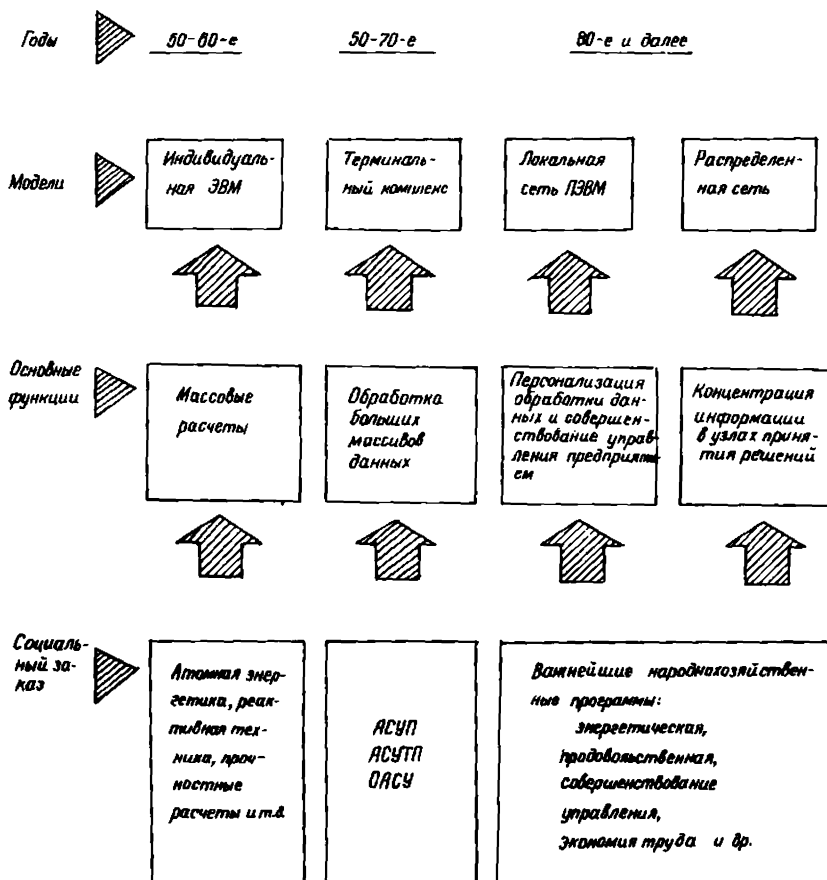 Годы
50-60-е
50-70-е
80-е и далее
Модели
Индивидуаль-
ная ЭВМ
Терминаль-
ный комплекс
Локальная
сеть ПЭВМ
Распределен-
ная сеть
Основные
функции
Массовые
расчеты
Обработка
больших
массивов
данных
Персонализация
обработки дан-
ных и совершен-
ствование управ-
ления предприяти-
ем
Концентрация
информации
в узлах приня-
тия решений
Социаль-
ный за-
каз
Атомная энер-
гетика, реак-
тивная тех-
ника, проч-
ностные
расчеты и т.д.
АСУП
АСУТП
ОАСУ
Важнейшие народнохозяйствен-
ные программы:
энергетическая,
продовольственная,
совершенствование
управления,
экономия труда и др.